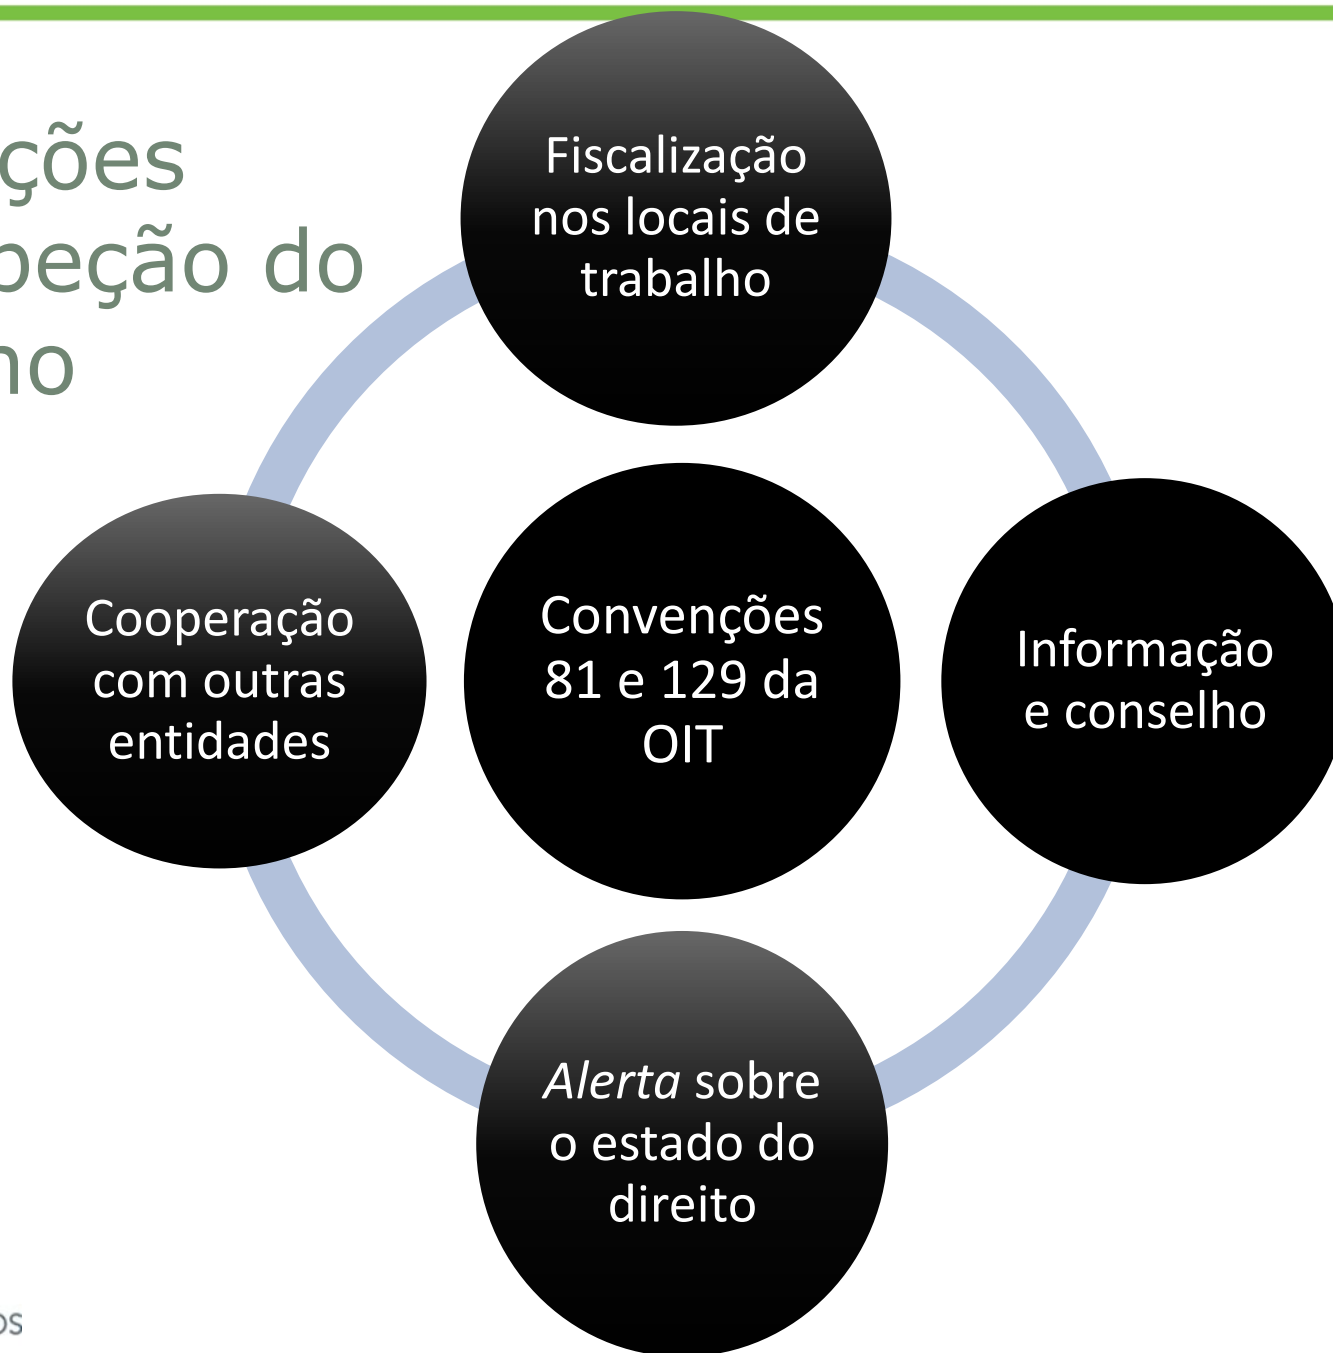 ções
peção do
no
Fiscalização
nos locais de
trabalho
Cooperação
com outras
entidades
Convenções
81 e 129 da
OIT
Informação
e conselho
Alerta sobre
o estado do
direito
os